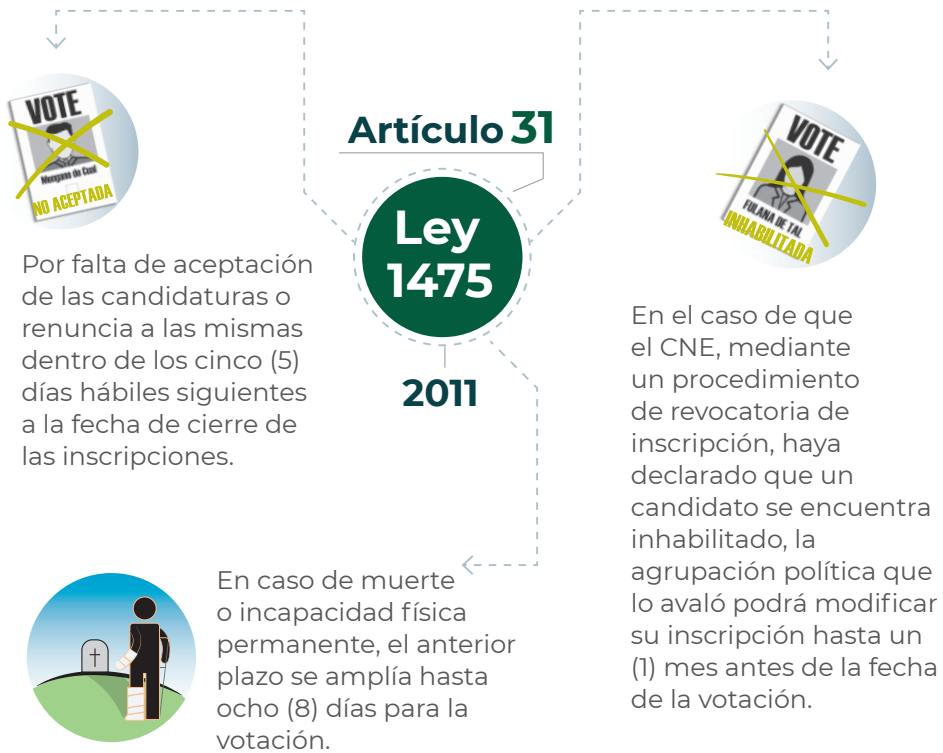 Artículo 31
Ley
1475
2011
VOTE
Mengano de Cual
NO ACEPTADA
Por falta de aceptación
de las candidaturas o
renuncia a las mismas
dentro de los cinco (5)
días hábiles siguientes
a la fecha de cierre de
las inscripciones.
VOTE
FULANA DE TAL
INHABILITADA
En el caso de que
el CNE, mediante
un procedimiento
de revocatoria de
inscripción, haya
declarado que un
candidato se encuentra
inhabilitado, la
agrupación política que
lo avaló podrá modificar
su inscripción hasta un
(1) mes antes de la fecha
de la votación.
En caso de muerte
o incapacidad física
permanente, el anterior
plazo se amplía hasta
ocho (8) días para la
votación.